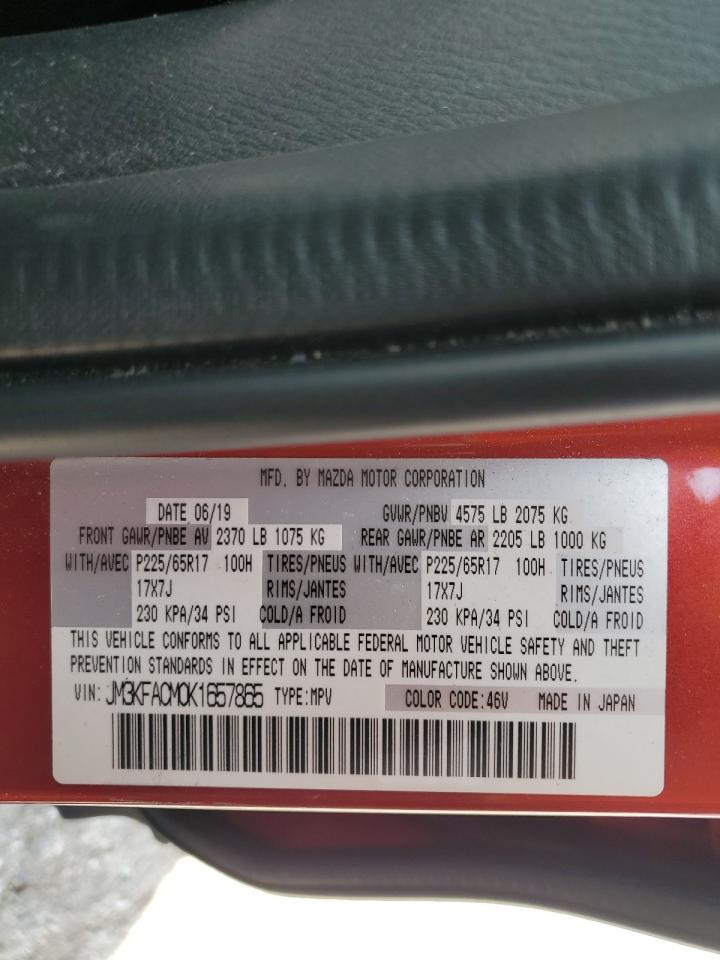 MFD. BY MAZDA MOTOR CORPORATION
DATE 06/19 GVWR/PNBV 4575 LB 2075 KG
FRONT GAWR/PNBE AV 2370 LB 1075 KG REAR GAWR/PNBE AR 2205 LB 1000 KG
WITH/AVEC P225/65R17 100H TIRES/PNEUS WITH/AVEC P225/65R17 100H TIRES/PNEUS
17X7J RIMS/JANTES 17X7J RIMS/JANTES
230 KPA/34 PSI COLD/A FROID 230 KPA/34 PSI COLD/A FROID
THIS VEHICLE CONFORMS TO ALL APPLICABLE FEDERAL MOTOR VEHICLE SAFETY AND THEFT
PREVENTION STANDARDS IN EFFECT ON THE DATE OF MANUFACTURE SHOWN ABOVE.
VIN: JM3KFACM0K1657865 TYPE:MPV COLOR CODE:46V MADE IN JAPAN